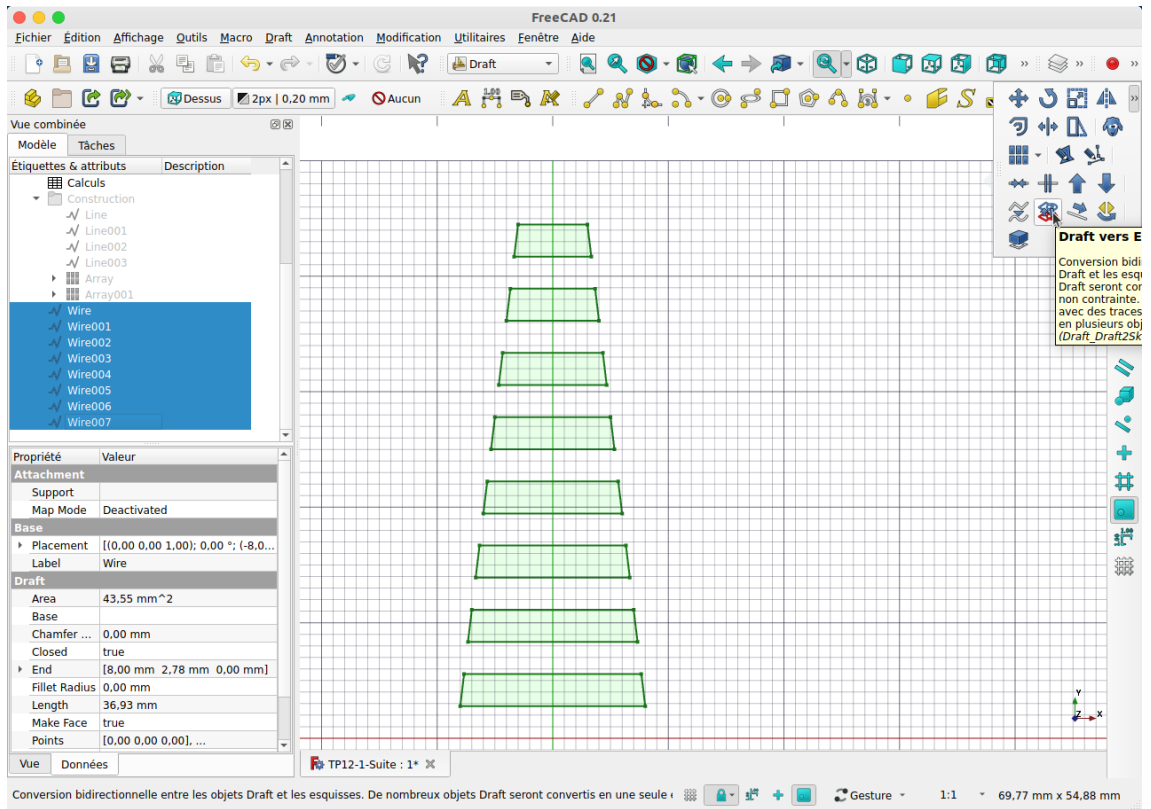 FreeCAD 0.21
Fichier Édition Affichage Outils Macro Draft Annotation Modification Utilitaires Fenêtre Aide
Draft
Dessus 2px | 0,20 mm Aucun
Vue combinée
Modèle Tâches
Étiquettes & attributs Description
Calculs
Construction
Line
Line001
Line002
Line003
Array
Array001
Wire
Wire001
Wire002
Wire003
Wire004
Wire005
Wire006
Wire007
Draft vers E
Conversion bidi
Draft et les esqu
Draft seront con
non contrainte.
avec des traces
en plusieurs obj
(Draft_Draft2Sk
Propriété Valeur
Attachment
Support
Map Mode Deactivated
Base
Placement [(0,00 0,00 1,00); 0,00 °; (-8,0...
Label Wire
Draft
Area 43,55 mm^2
Base
Chamfer ... 0,00 mm
Closed true
End [8,00 mm 2,78 mm 0,00 mm]
Fillet Radius 0,00 mm
Length 36,93 mm
Make Face true
Points [0,00 0,00 0,00], ...
Vue Données
Y
Z X
TP12-1-Suite : 1*
Conversion bidirectionnelle entre les objets Draft et les esquisses. De nombreux objets Draft seront convertis en une seule
Gesture 1:1 69,77 mm x 54,88 mm